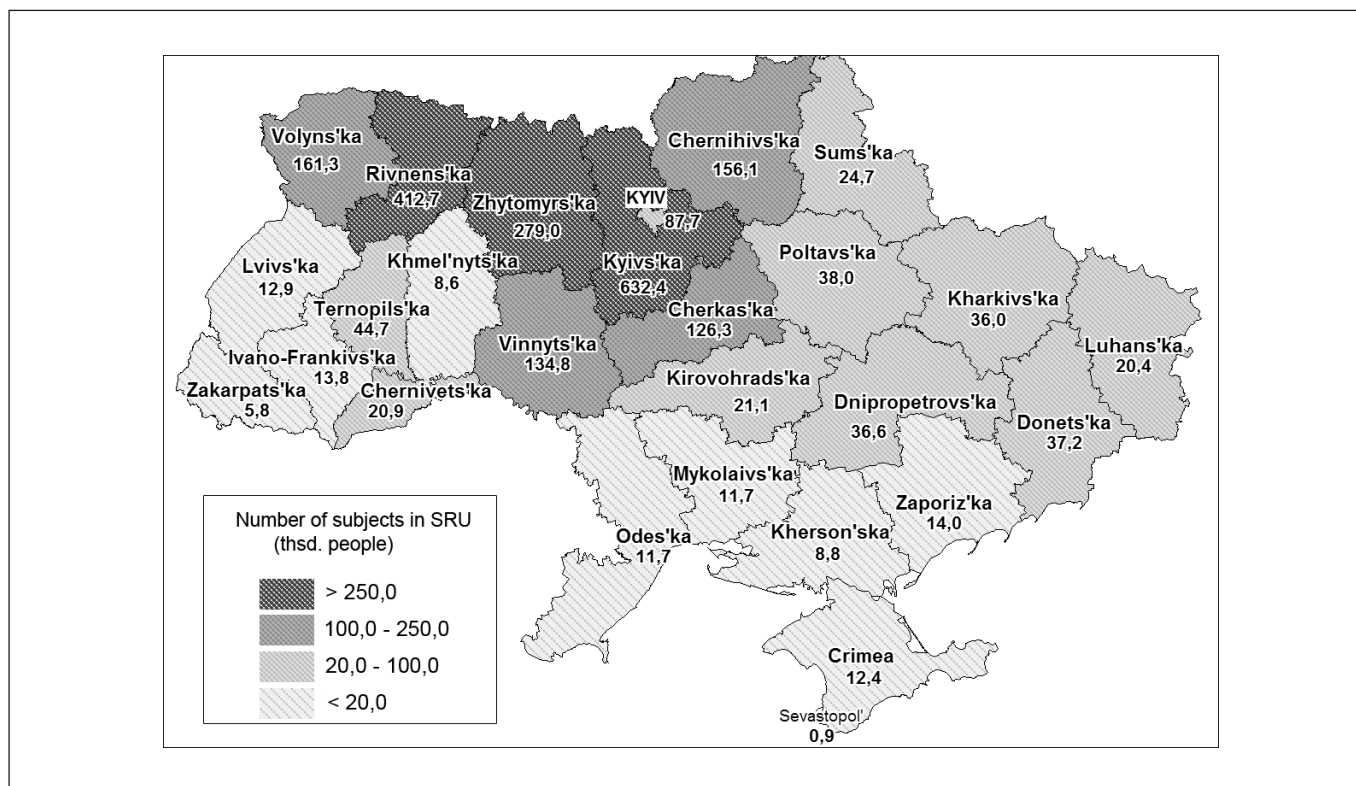 Volyns'ka
161,3
Rivnens'ka
412,7
Zhytomyrs'ka
279,0
KYIV
87,7
Kyivs'ka
632,4
Chernihivs'ka
156,1
Sums'ka
24,7
Lvivs'ka
12,9
Ternopils'ka
44,7
Khmel'nyts'ka
8,6
Vinnyts'ka
134,8
Cherkas'ka
126,3
Poltavs'ka
38,0
Kharkivs'ka
36,0
Luhans'ka
20,4
Zakarpats'ka
5,8
Ivano-Frankivs'ka
13,8
Chernivets'ka
20,9
Kirovohrads'ka
21,1
Dnipropetrovs'ka
36,6
Donets'ka
37,2
Odes'ka
11,7
Mykolaivs'ka
11,7
Kherson'ska
8,8
Zaporiz'ka
14,0
Crimea
12,4
Sevastopol'
0,9
Number of subjects in SRU
(thsd. people)
> 250,0
100,0 - 250,0
20,0 - 100,0
< 20,0